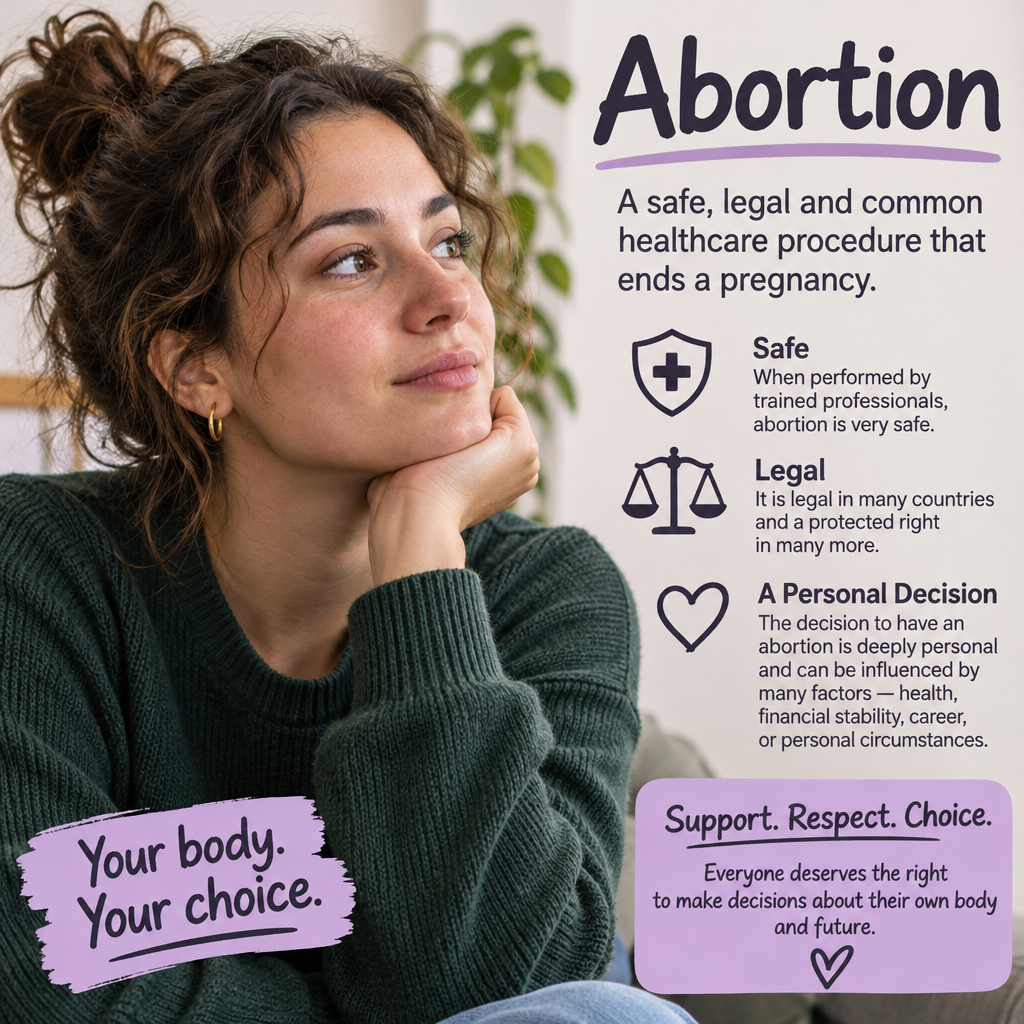 Abortion
A safe, legal and common
healthcare procedure that
ends a pregnancy.
Safe
When performed by
trained professionals,
abortion is very safe.
Legal
It is legal in many countries
and a protected right
in many more.
A Personal Decision
The decision to have an
abortion is deeply personal
and can be influenced by
many factors — health,
financial stability, career,
or personal circumstances.
Your body.
Your choice.
Support. Respect. Choice.
Everyone deserves the right
to make decisions about their own body
and future.